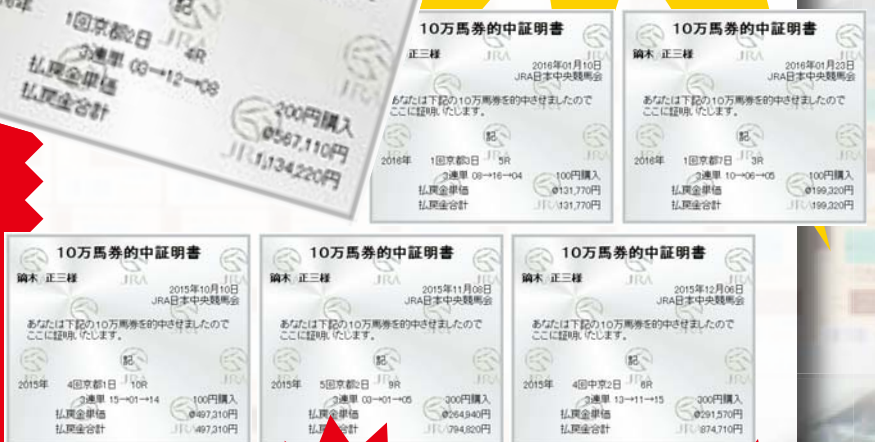 1回京都2日 4R
3連単 03→12→08
200円購入
払戻金単価 @567,110円
払戻金合計 1,134,220円
10万馬券的中証明書
正三様
2016年01月10日
JRA日本中央競馬会
あなたは下記の10万馬券を的中させましたので
ここに証明いたします。
記
2016年 1回京都3日 5R
3連単 08→16→04 100円購入
払戻金単価 @131,770円
払戻金合計 131,770円
10万馬券的中証明書
鏑木 正三様
2016年01月23日
JRA日本中央競馬会
あなたは下記の10万馬券を的中させましたので
ここに証明いたします。
記
2016年 1回京都7日 3R
3連単 10→06→05 100円購入
払戻金単価 @199,320円
払戻金合計 199,320円
10万馬券的中証明書
鏑木 正三様
2015年10月10日
JRA日本中央競馬会
あなたは下記の10万馬券を的中させましたので
ここに証明いたします。
記
2015年 4回京都1日 10R
3連単 15→01→14 100円購入
払戻金単価 @497,310円
払戻金合計 497,310円
10万馬券的中証明書
鏑木 正三様
2015年11月08日
JRA日本中央競馬会
あなたは下記の10万馬券を的中させましたので
ここに証明いたします。
記
2015年 5回京都2日 9R
3連単 03→01→05 300円購入
払戻金単価 @264,940円
払戻金合計 794,820円
10万馬券的中証明書
鏑木 正三様
2015年12月06日
JRA日本中央競馬会
あなたは下記の10万馬券を的中させましたので
ここに証明いたします。
記
2015年 4回中京2日 6R
3連単 13→11→15 300円購入
払戻金単価 @291,570円
払戻金合計 874,710円